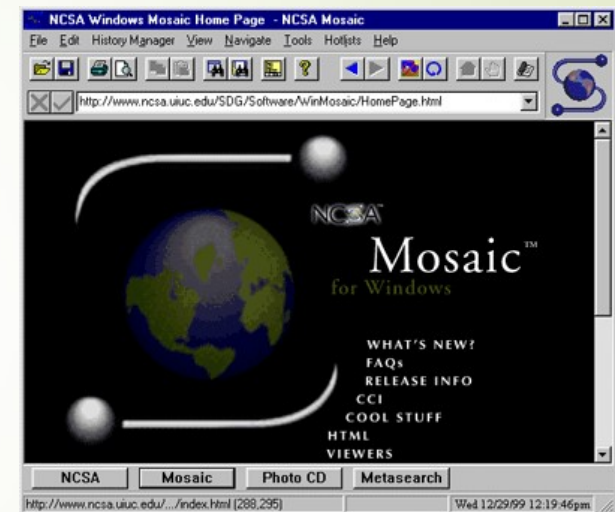 NCSA Windows Mosaic Home Page - NCSA Mosaic
File Edit History Manager View Navigate Tools Hotlists Help
http://www.ncsa.uiuc.edu/SDG/Software/WinMosaic/HomePage.html
NCSA
Mosaic™
for Windows
WHAT'S NEW?
FAQs
RELEASE INFO
CCI
COOL STUFF
HTML
VIEWERS
NCSA Mosaic Photo CD Metasearch
http://www.ncsa.uiuc.edu/.../index.html (288,295) Wed 12/29/99 12:19:46pm